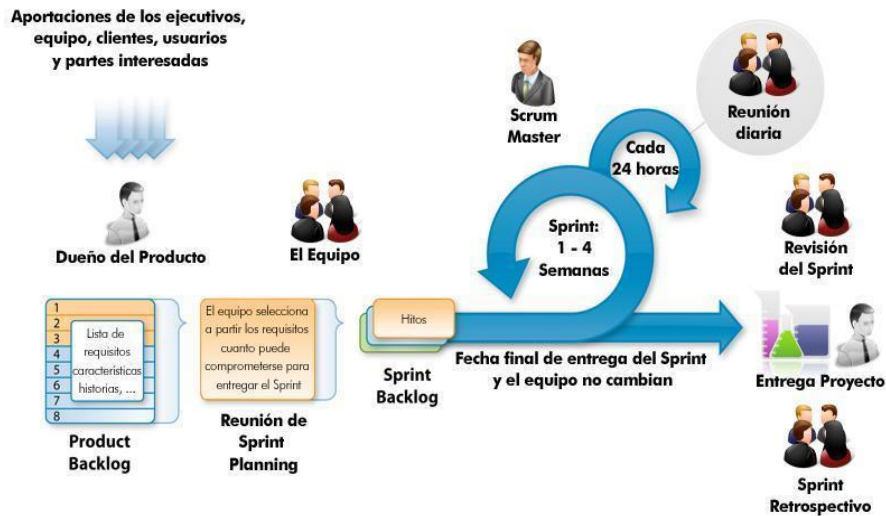 Aportaciones de los ejecutivos,
equipo, clientes, usuarios
y partes interesadas
Dueño del Producto
El Equipo
Scrum
Master
Cada
24 horas
Reunión
diaria
Sprint:
1 - 4
Semanas
Revisión
del Sprint
1
2
3
4
5
6
7
8
Lista de
requisitos
características
historias, ...
Product
Backlog
El equipo selecciona
a partir los requisitos
cuanto puede
comprometerse para
entregar el Sprint
Reunión de
Sprint
Planning
Hitos
Sprint
Backlog
Fecha final de entrega del Sprint
y el equipo no cambian
Entrega Proyecto
Sprint
Retrospectivo